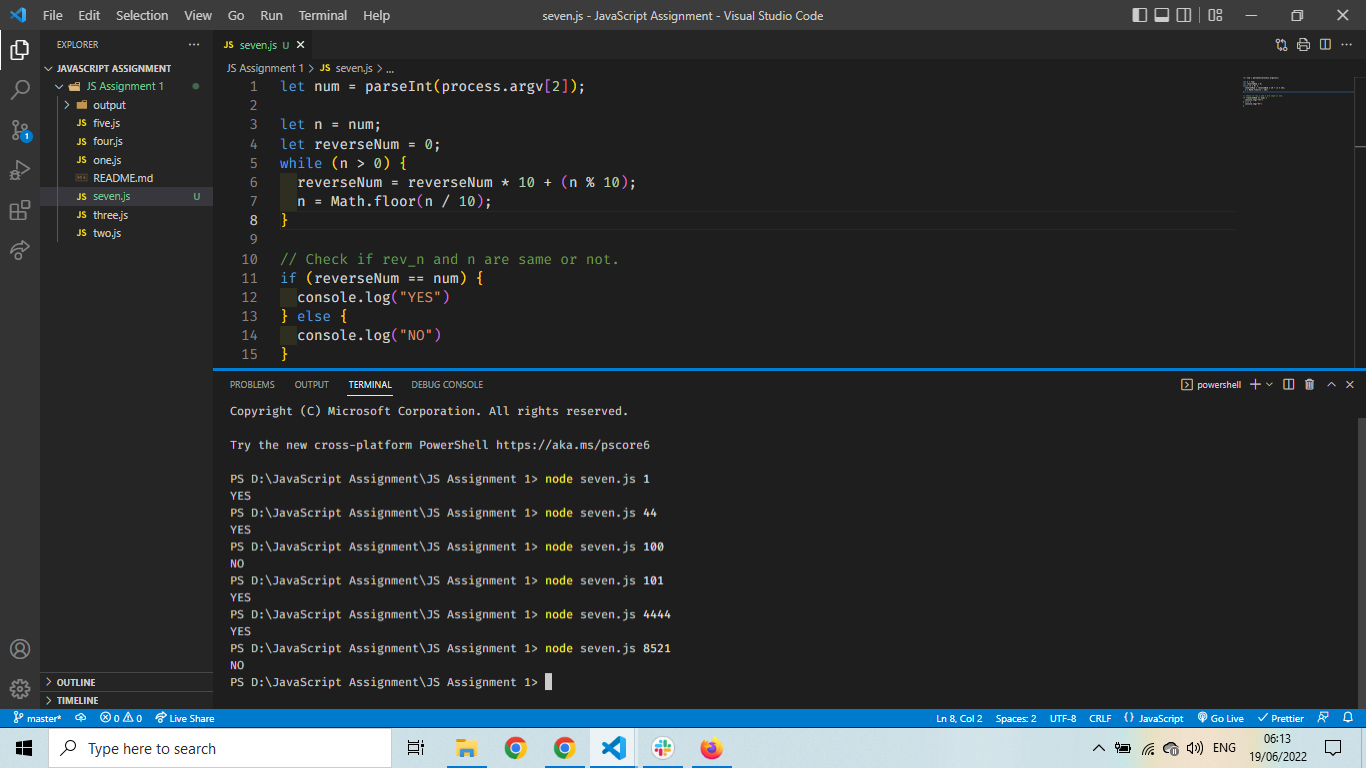 File Edit Selection View Go Run Terminal Help
seven.js - JavaScript Assignment - Visual Studio Code
EXPLORER
JAVASCRIPT ASSIGNMENT
JS Assignment 1
output
JS five.js
JS four.js
JS one.js
README.md
JS seven.js U
JS three.js
JS two.js
OUTLINE
TIMELINE
1
JS seven.js U
JS Assignment 1 > JS seven.js > ...
1 let num = parseInt(process.argv[2]);
2
3 let n = num;
4 let reverseNum = 0;
5 while (n > 0) {
6 reverseNum = reverseNum * 10 + (n % 10);
7 n = Math.floor(n / 10);
8 }
9
10 // Check if rev_n and n are same or not.
11 if (reverseNum == num) {
12 console.log("YES")
13 } else {
14 console.log("NO")
15 }
PROBLEMS OUTPUT TERMINAL DEBUG CONSOLE
powershell
Copyright (C) Microsoft Corporation. All rights reserved.
Try the new cross-platform PowerShell https://aka.ms/pscore6
PS D:\JavaScript Assignment\JS Assignment 1> node seven.js 1
YES
PS D:\JavaScript Assignment\JS Assignment 1> node seven.js 44
YES
PS D:\JavaScript Assignment\JS Assignment 1> node seven.js 100
NO
PS D:\JavaScript Assignment\JS Assignment 1> node seven.js 101
YES
PS D:\JavaScript Assignment\JS Assignment 1> node seven.js 4444
YES
PS D:\JavaScript Assignment\JS Assignment 1> node seven.js 8521
NO
PS D:\JavaScript Assignment\JS Assignment 1>
master* 0 0 Live Share
Ln 8, Col 2 Spaces: 2 UTF-8 CRLF {} JavaScript Go Live Prettier
Type here to search
ENG
06:13
19/06/2022